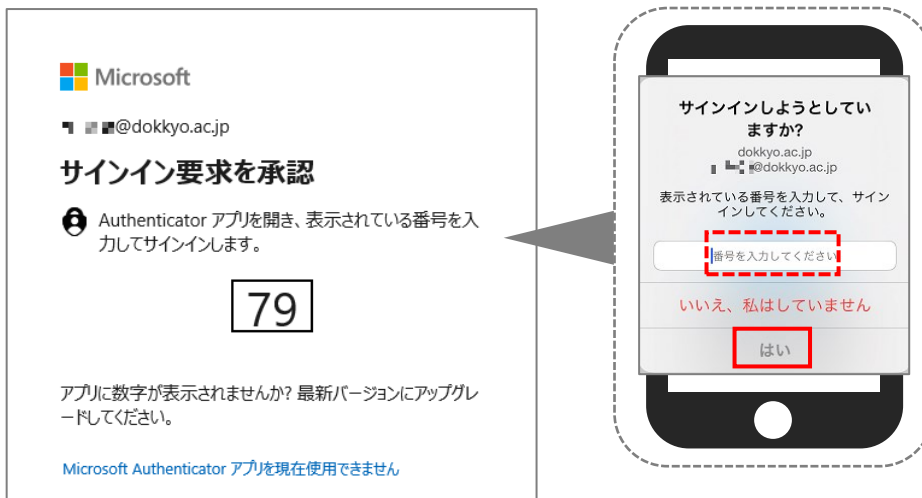 Microsoft
@dokkyo.ac.jp
サインイン要求を承認
Authenticator アプリを開き、表示されている番号を入
力してサインインします。
79
アプリに数字が表示されませんか? 最新バージョンにアップグレ
ードしてください。
Microsoft Authenticator アプリを現在使用できません
サインインしようとしてい
ますか?
dokkyo.ac.jp
@dokkyo.ac.jp
表示されている番号を入力して、サイン
インしてください。
番号を入力してください
いいえ、私はしていません
はい